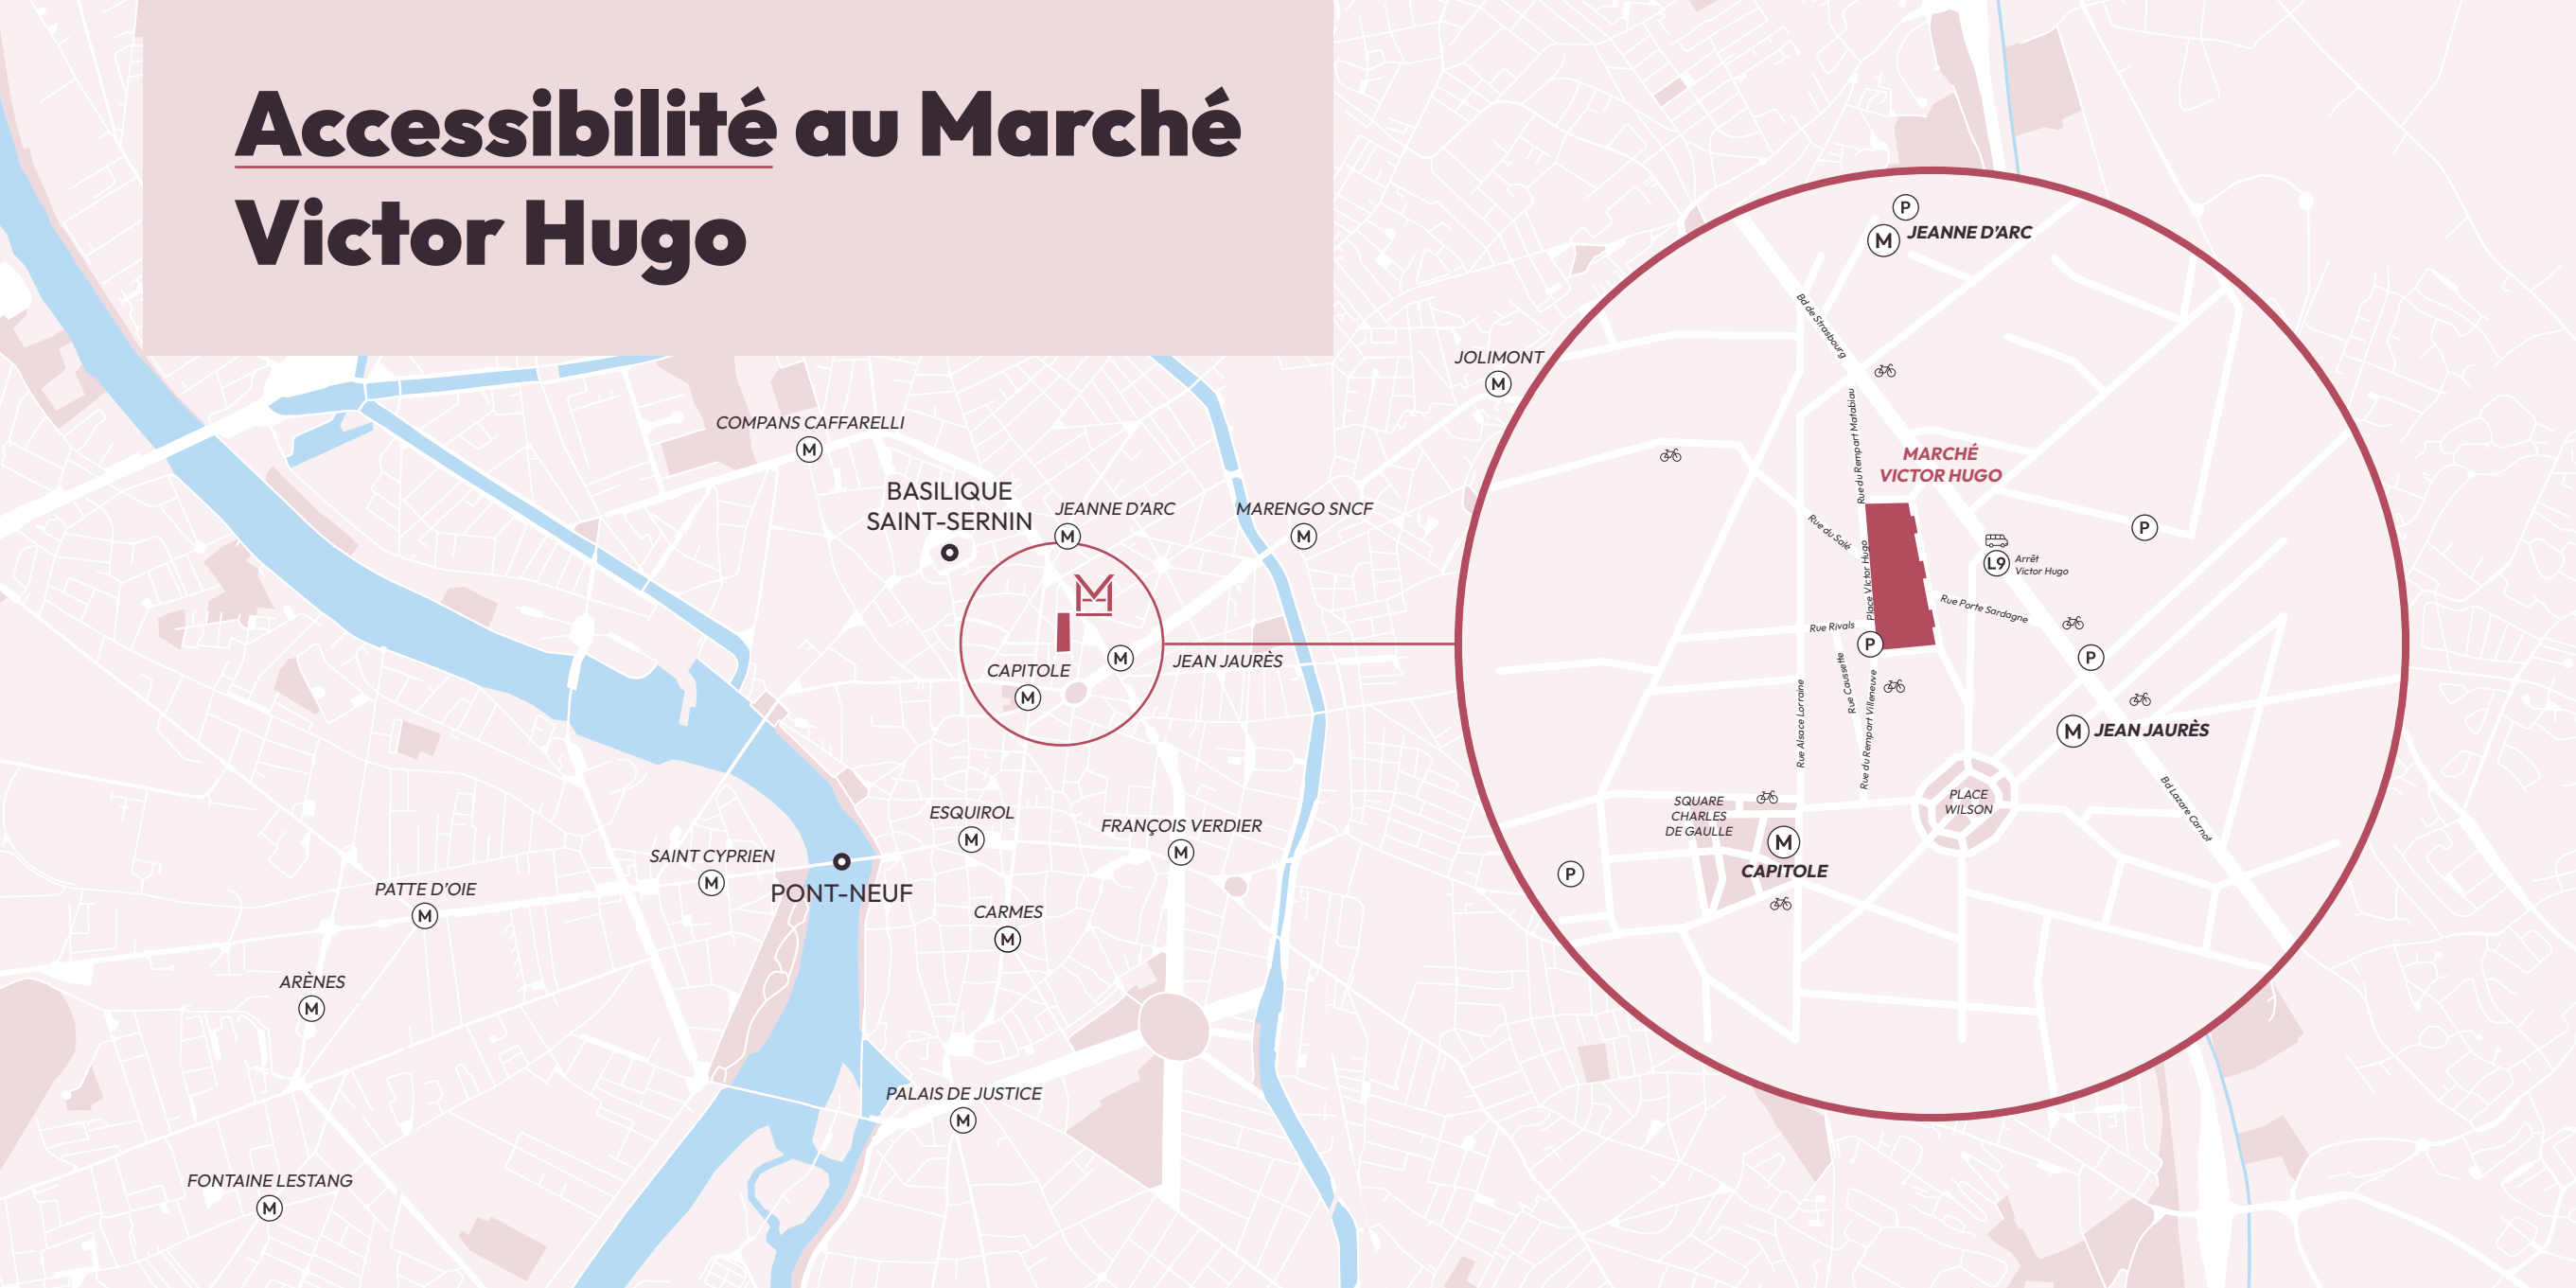 Accessibilité au Marché
Victor Hugo
COMPANS CAFFARELLI
M
BASILIQUE
SAINT-SERNIN
JEANNE D'ARC
M
MARENGO SNCF
M
JOLIMONT
M
M
CAPITOLE
M
M
JEAN JAURÈS
ESQUIROL
M
FRANÇOIS VERDIER
M
SAINT CYPRIEN
M
PONT-NEUF
PATTE D'OIE
M
CARMES
M
ARÈNES
M
PALAIS DE JUSTICE
M
FONTAINE LESTANG
M
P
M JEANNE D'ARC
Bd de Strasbourg
Rue du Rempart Matabiau
MARCHÉ
VICTOR HUGO
Rue du Salé
Place Victor Hugo
P
L9
Arrêt
Victor Hugo
Rue Porte Sardagne
Rue Rivals
P
P
Rue Caussette
Rue du Rempart Villeneuve
Rue Alsace Lorraine
M JEAN JAURÈS
Bd Lazare Carnot
SQUARE
CHARLES
DE GAULLE
PLACE
WILSON
M
CAPITOLE
P